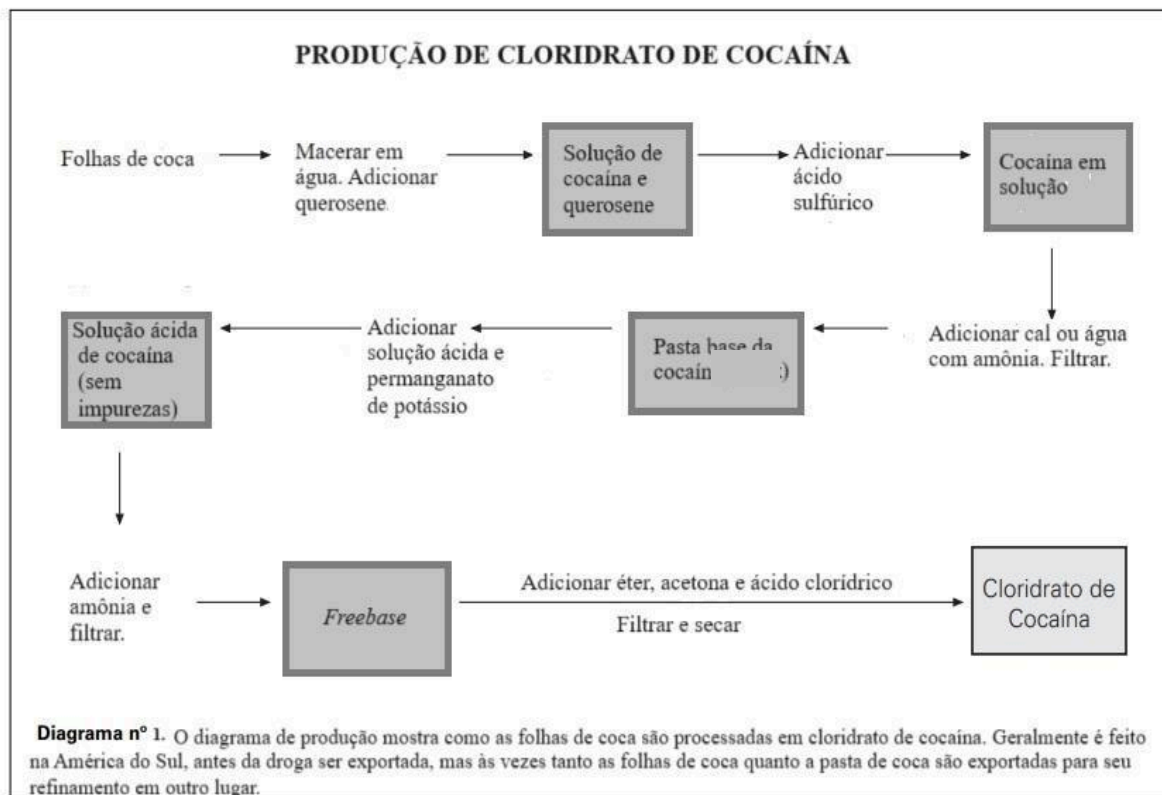 PRODUÇÃO DE CLORIDRATO DE COCAÍNA
Folhas de coca
Macerar em
água. Adicionar
querosene.
Solução de
cocaína e
querosene
Adicionar
ácido
sulfúrico
Cocaína em
solução
Adicionar cal ou água
com amônia. Filtrar.
Pasta base da
Adicionar
solução ácida e
permanganato
de potássio
Solução ácida
de cocaína
(sem
impurezas)
Adicionar
amônia e
filtrar.
Freebase
Adicionar éter, acetona e ácido clorídrico
Filtrar e secar
Cloridrato de
Cocaína
Diagrama nº 1. O diagrama de produção mostra como as folhas de coca são processadas em cloridrato de cocaína. Geralmente é feito
na América do Sul, antes da droga ser exportada, mas às vezes tanto as folhas de coca quanto a pasta de coca são exportadas para seu
refinamento em outro lugar.